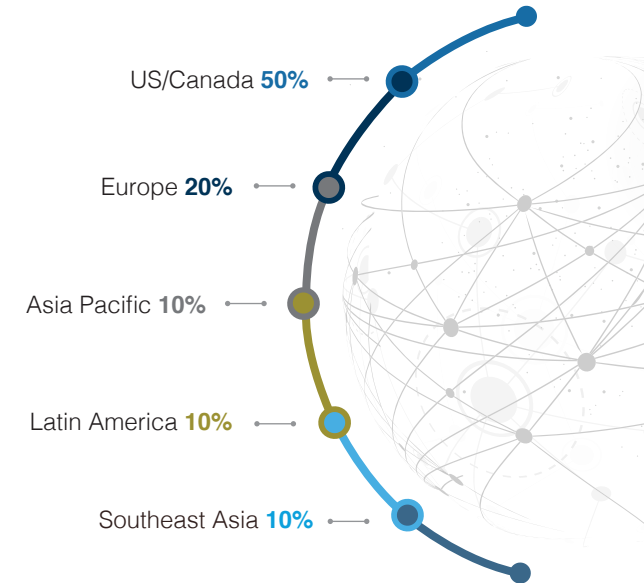 US/Canada 50%
Europe 20%
Asia Pacific 10%
Latin America 10%
Southeast Asia 10%